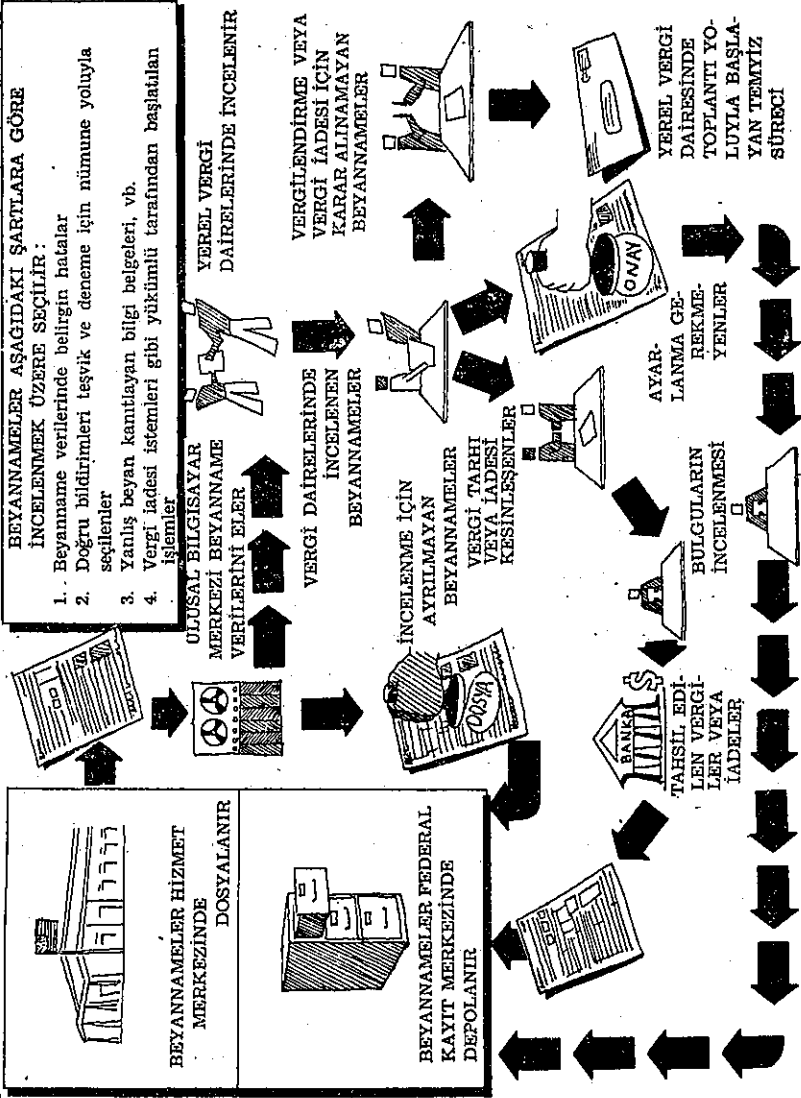 BEYANNAMELER AŞAĞIDAKİ ŞARTLARA GÖRE
İNCELENMEK ÜZERE SEÇİLİR :
1. Beyanname verilerinde belirgin hatalar
2. Doğru bildirimleri teşvik ve deneme için nümune yoluyla
seçilenler
3. Yanlış beyan kanıtlayan bilgi belgeleri, vb.
4. Vergi iadesi istemleri gibi yükümlü tarafından başlatılan
işlemler
BEYANNAMELER HİZMET
MERKEZİNDE
DOSYALANIR
ULUSAL BİLGİSAYAR
MERKEZİ BEYANNAME
VERİLERİNİ ELER
YEREL VERGİ
DAİRELERİNDE İNCELENİR
BEYANNAMELER FEDERAL
KAYIT MERKEZİNDE
DEPOLANIR
DOSYA
İNCELENME İÇİN
AYRILMAYAN
BEYANNAMELER
VERGİ DAİRELERİNDE
İNCELENEN
BEYANNAMELER
VERGİLENDİRME VEYA
VERGİ İADESİ İÇİN
KARAR ALINAMAYAN
BEYANNAMELER
VERGİ TARHI
VEYA İADESİ
KESİNLEŞENLER
ONAY
AYAR-
LANMA GE-
REKME-
YENLER
YEREL VERGİ
DAİRESİNDE
TOPLANTI YO-
LUYLA BAŞLA-
YAN TEMYİZ
SÜRECİ
BANKA
$
TAHSİL EDİ-
LEN VERGİ-
LER VEYA
İADELER
BULGULARIN
İNCELENMESİ